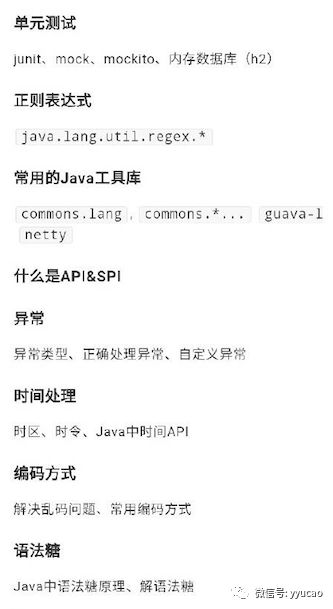 单元测试
junit、mock、mockito、内存数据库（h2）
正则表达式
java.lang.util.regex.*
常用的Java工具库
commons.lang, commons.*... guava-l
netty
什么是API&SPI
异常
异常类型、正确处理异常、自定义异常
时间处理
时区、时令、Java中时间API
编码方式
解决乱码问题、常用编码方式
语法糖
Java中语法糖原理、解语法糖
微信号: yyucao